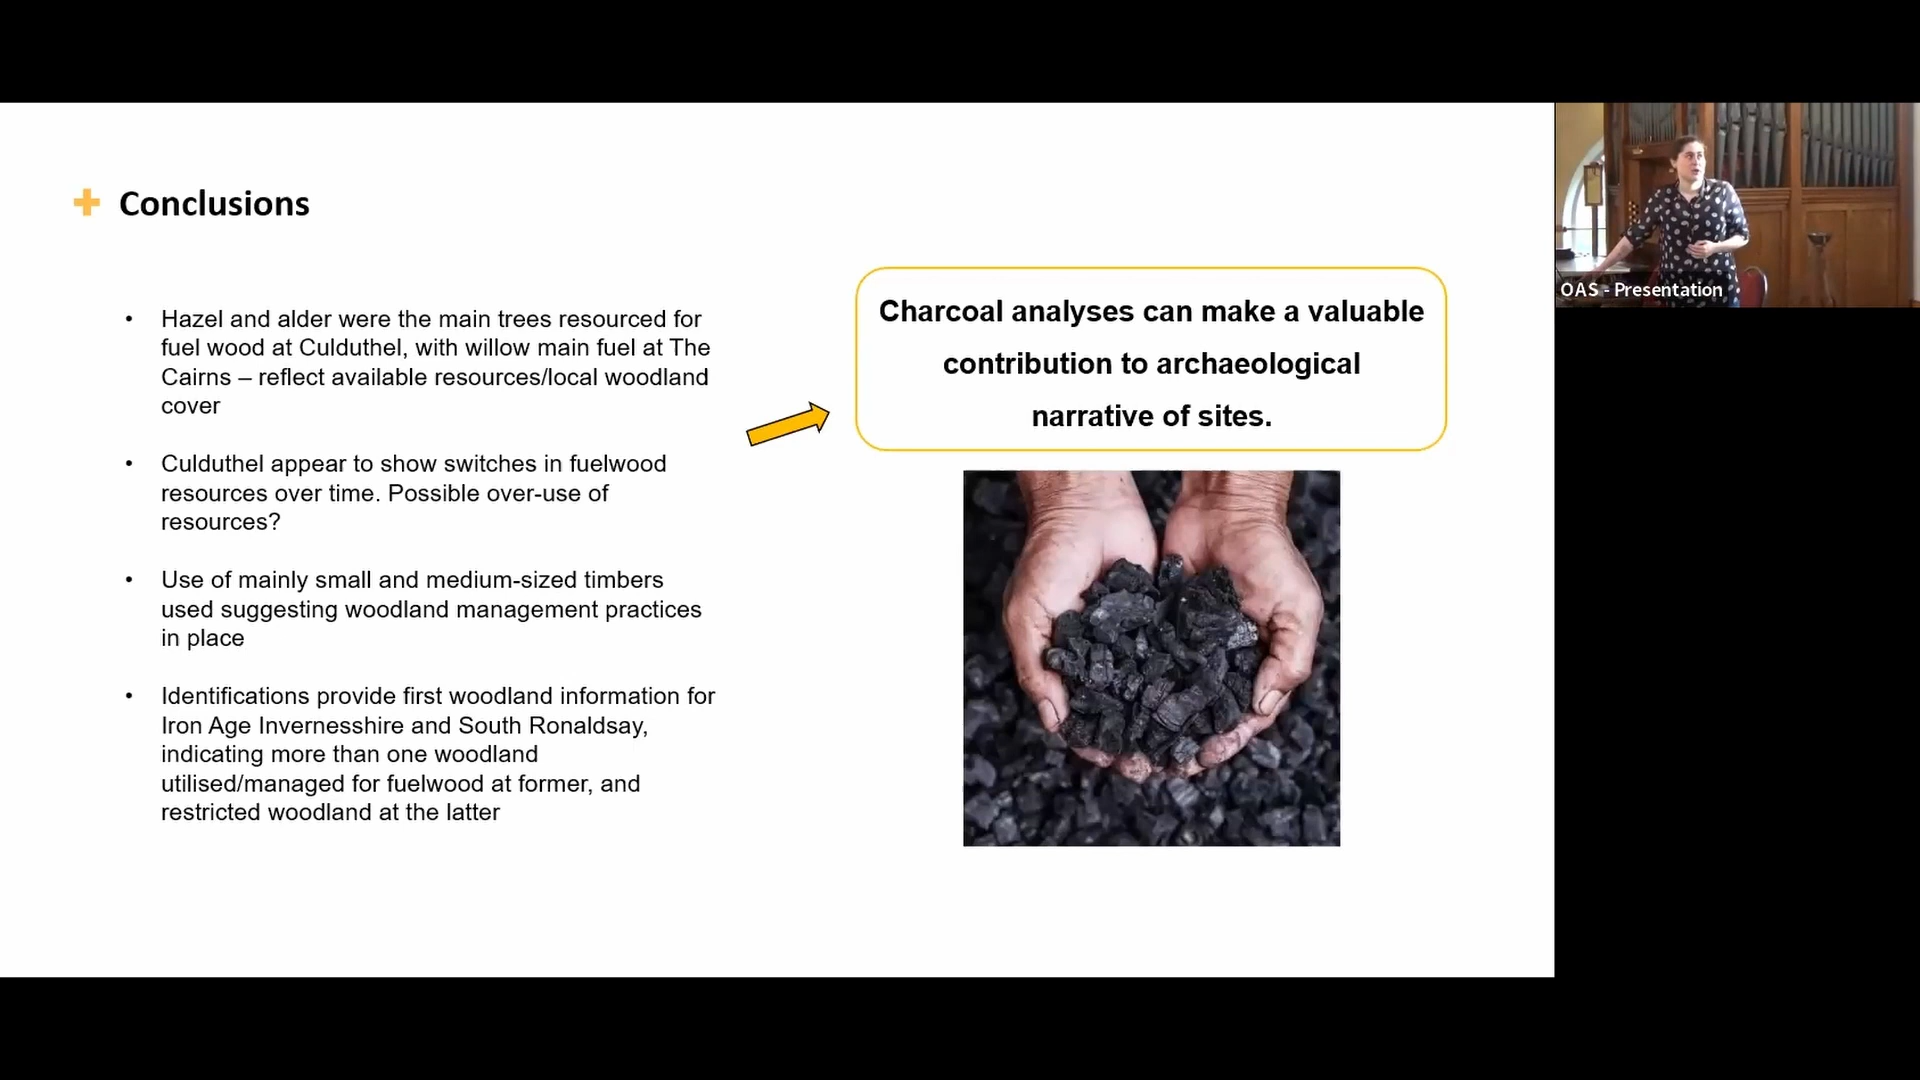 Conclusions
• Hazel and alder were the main trees resourced for
fuel wood at Culduthel, with willow main fuel at The
Cairns – reflect available resources/local woodland
cover
• Culduthel appear to show switches in fuelwood
resources over time. Possible over-use of
resources?
• Use of mainly small and medium-sized timbers
used suggesting woodland management practices
in place
• Identifications provide first woodland information for
Iron Age Invernesshire and South Ronaldsay,
indicating more than one woodland
utilised/managed for fuelwood at former, and
restricted woodland at the latter
Charcoal analyses can make a valuable
contribution to archaeological
narrative of sites.
OAS - Presentation